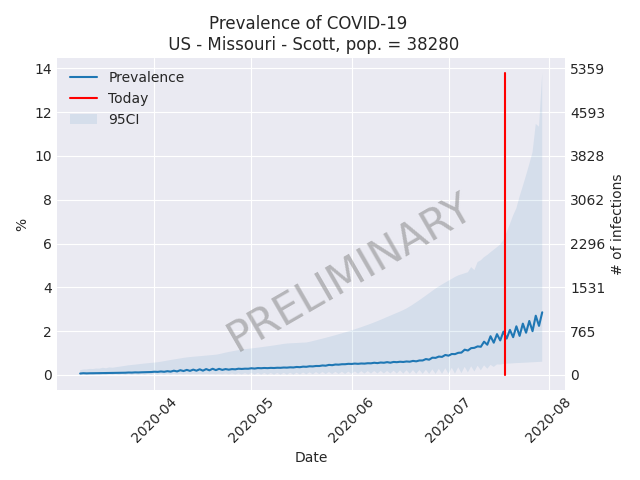 Prevalence of COVID-19
US - Missouri - Scott, pop. = 38280
Prevalence
Today
95CI
PRELIMINARY
14
12
10
8
6
4
2
0
%
5359
4593
3828
3062
2296
1531
765
0
# of infections
2020-04
2020-05
2020-06
2020-07
2020-08
Date